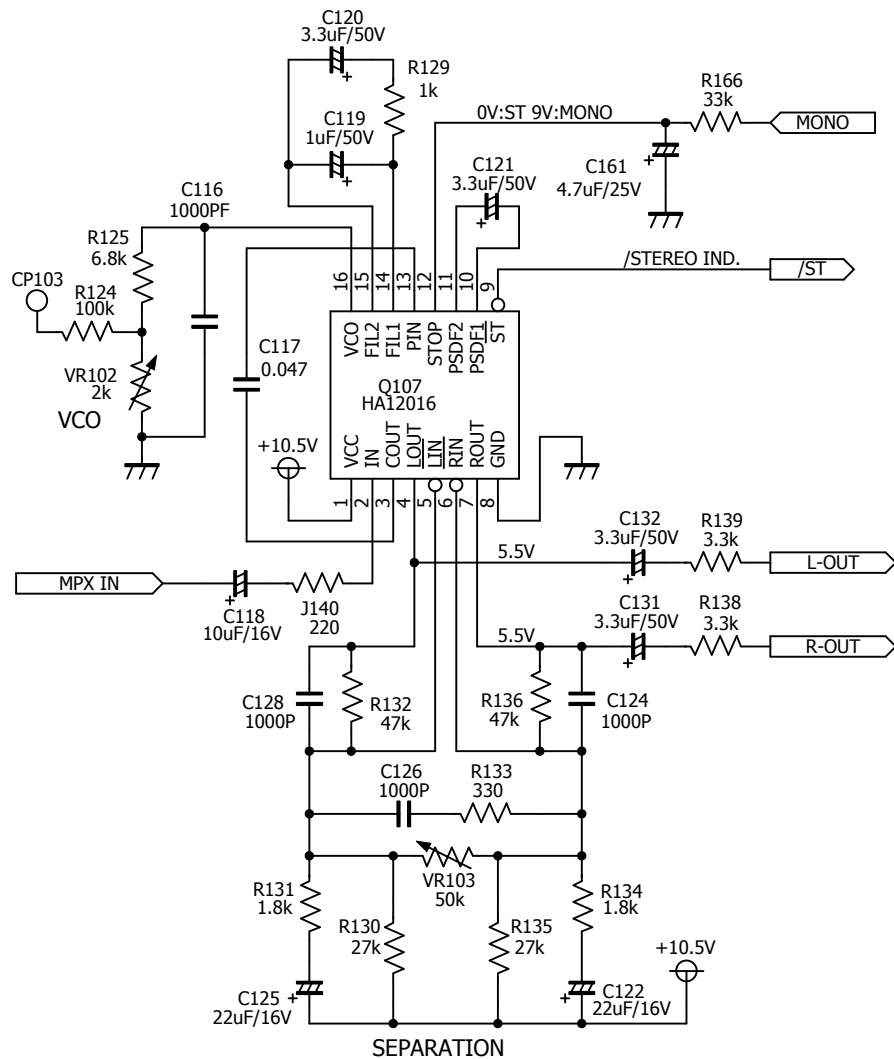 C120
3.3uF/50V
R129
1k
C119
1uF/50V
R166
33k
0V:ST 9V:MONO
MONO
C121
3.3uF/50V
C161
4.7uF/25V
C116
1000PF
R125
6.8k
CP103
R124
100k
VR102
2k
VCO
/STEREO IND.
/ST
16
15
14
13
12
11
10
9
VCO
FIL2
FIL1
PIN
STOP
PSDF2
PSDF1
ST
C117
0.047
Q107
HA12016
+10.5V
VCC
IN
COUT
LOUT
LIN
RIN
ROUT
GND
1
2
3
4
5
6
7
8
C132
3.3uF/50V
R139
3.3k
5.5V
L-OUT
MPX IN
C118
10uF/16V
J140
220
C131
3.3uF/50V
R138
3.3k
5.5V
R-OUT
C128
1000P
R132
47k
R136
47k
C124
1000P
C126
1000P
R133
330
VR103
50k
R131
1.8k
R130
27k
R135
27k
R134
1.8k
+10.5V
C125
22uF/16V
C122
22uF/16V
SEPARATION